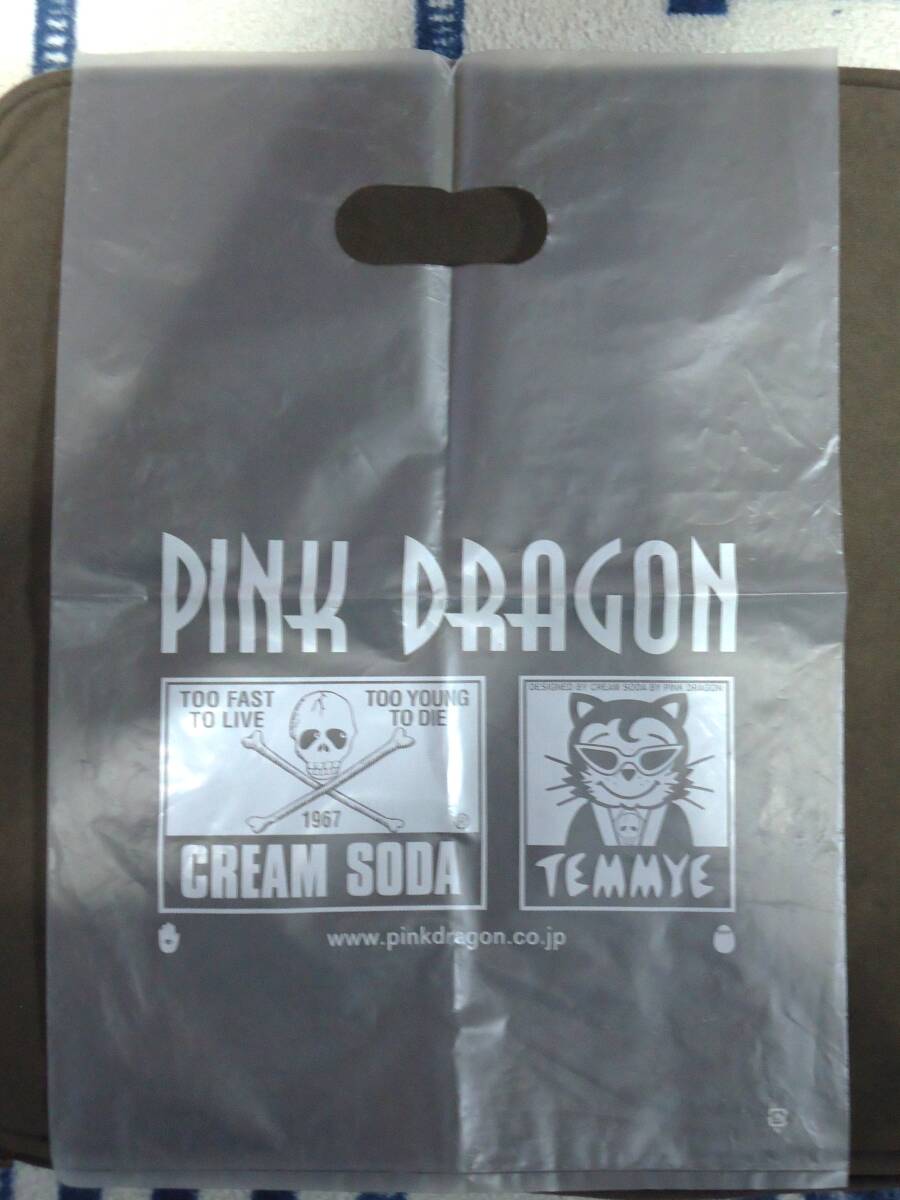 PINK DRAGON
TOO FAST
TO LIVE
TOO YOUNG
TO DIE
1967
®
CREAM SODA
DESIGNED BY CREAM SODA BY PINK DRAGON
TEMMYE
www.pinkdragon.co.jp